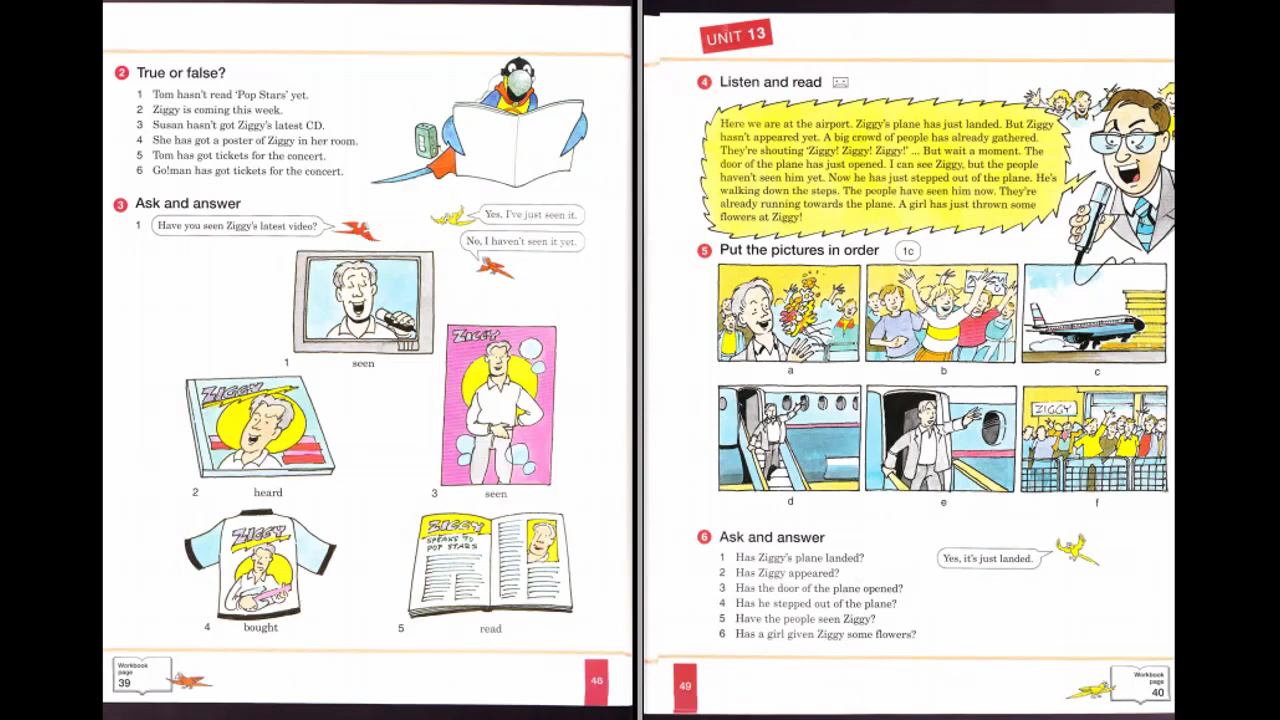 2 True or false?
1 Tom hasn't read 'Pop Stars' yet.
2 Ziggy is coming this week.
3 Susan hasn't got Ziggy's latest CD.
4 She has got a poster of Ziggy in her room.
5 Tom has got tickets for the concert.
6 Go!man has got tickets for the concert.
3 Ask and answer
1 Have you seen Ziggy's latest video?
Yes, I've just seen it.
No, I haven't seen it yet.
1 seen
ZIGGY
ZIGGY
2 heard
3 seen
ZIGGY
ZIGGY
SPEAKS TO
POP STARS
4 bought
5 read
Workbook
page
39
48
UNIT 13
4 Listen and read
Here we are at the airport. Ziggy's plane has just landed. But Ziggy
hasn't appeared yet. A big crowd of people has already gathered.
They're shouting 'Ziggy! Ziggy! Ziggy!' ... But wait a moment. The
door of the plane has just opened. I can see Ziggy, but the people
haven't seen him yet. Now he has just stepped out of the plane. He's
walking down the steps. The people have seen him now. They're
already running towards the plane. A girl has just thrown some
flowers at Ziggy!
5 Put the pictures in order 1c
a
b
c
ZIGGY
d
e
f
6 Ask and answer
1 Has Ziggy's plane landed?
Yes, it's just landed.
2 Has Ziggy appeared?
3 Has the door of the plane opened?
4 Has he stepped out of the plane?
5 Have the people seen Ziggy?
6 Has a girl given Ziggy some flowers?
49
Workbook
page
40